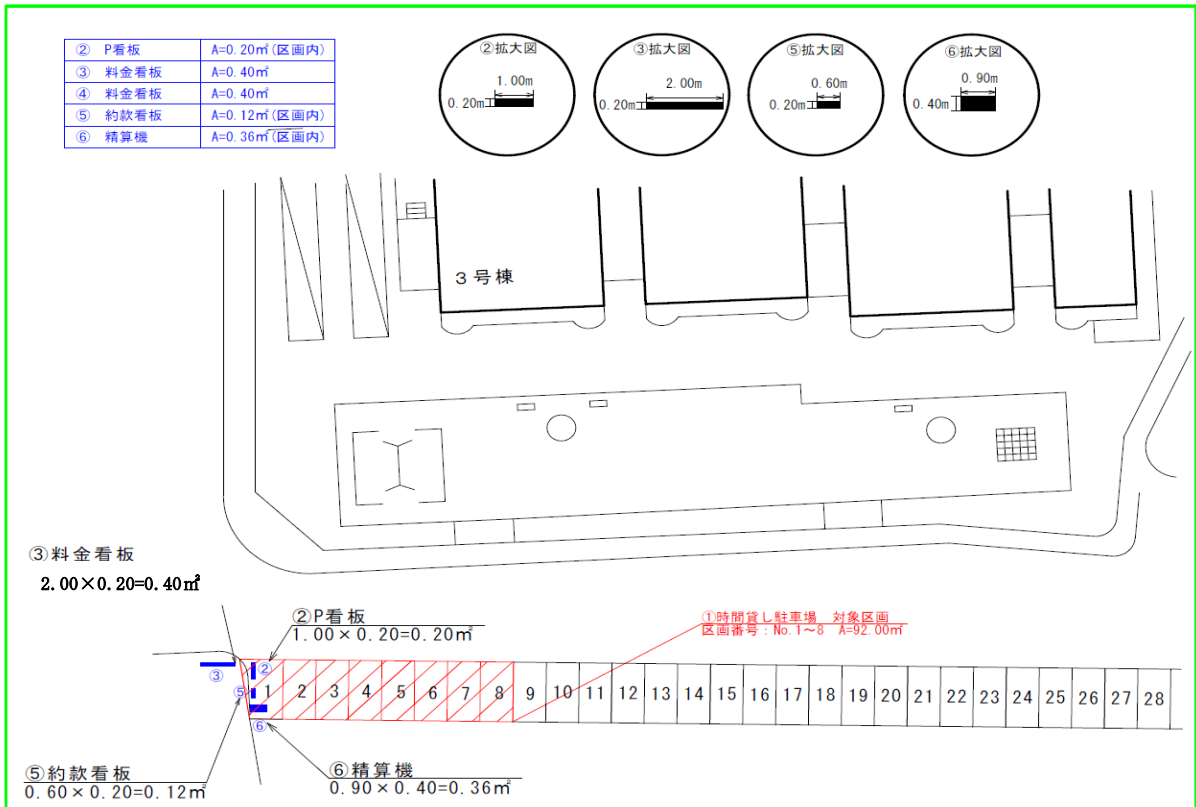 ② P看板 A=0.20㎡(区画内)
③ 料金看板 A=0.40㎡
④ 料金看板 A=0.40㎡
⑤ 約款看板 A=0.12㎡(区画内)
⑥ 精算機 A=0.36㎡(区画内)
②拡大図
1.00m
0.20m
③拡大図
2.00m
0.20m
⑤拡大図
0.60m
0.20m
⑥拡大図
0.90m
0.40m
3号棟
③料金看板
2.00×0.20=0.40㎡
②P看板
1.00×0.20=0.20㎡
①時間貸し駐車場 対象区画
区画番号：No.1～8 A=92.00㎡
③
②
⑤
⑥
1 2 3 4 5 6 7 8 9 10 11 12 13 14 15 16 17 18 19 20 21 22 23 24 25 26 27 28
⑤約款看板
0.60×0.20=0.12㎡
⑥精算機
0.90×0.40=0.36㎡